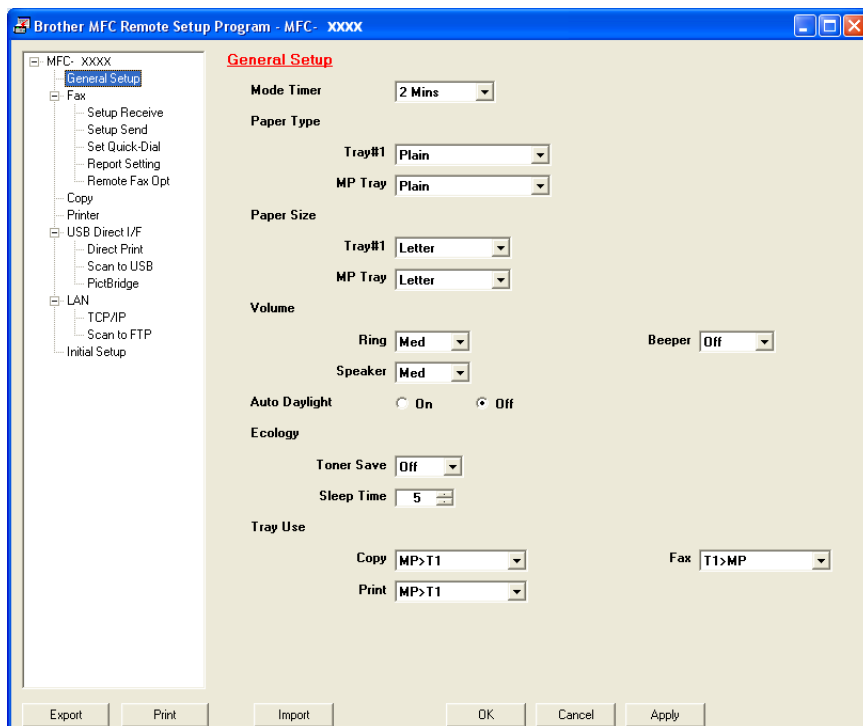 Brother MFC Remote Setup Program - MFC- XXXX
MFC- XXXX
General Setup
Fax
Setup Receive
Setup Send
Set Quick-Dial
Report Setting
Remote Fax Opt
Copy
Printer
USB Direct I/F
Direct Print
Scan to USB
PictBridge
LAN
TCP/IP
Scan to FTP
Initial Setup
General Setup
Mode Timer 2 Mins
Paper Type
Tray#1 Plain
MP Tray Plain
Paper Size
Tray#1 Letter
MP Tray Letter
Volume
Ring Med Beeper Off
Speaker Med
Auto Daylight On Off
Ecology
Toner Save Off
Sleep Time 5
Tray Use
Copy MP>T1 Fax T1>MP
Print MP>T1
Export Print Import OK Cancel Apply